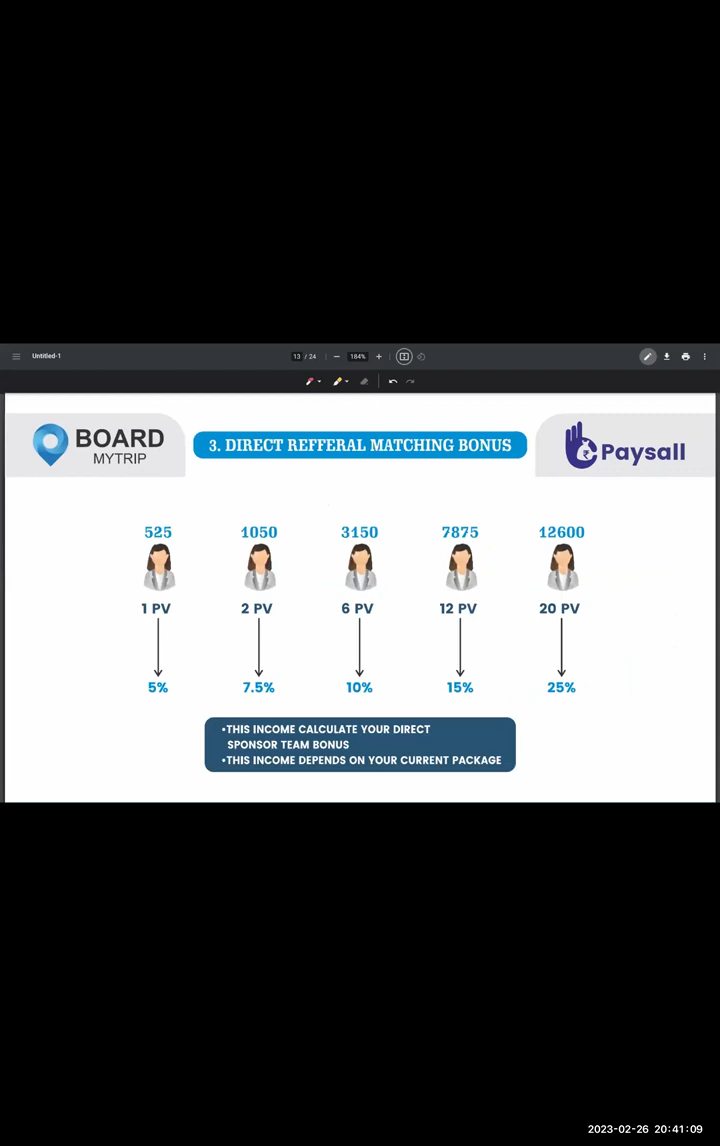 Untitled-1
13 / 24
184%
BOARD
MYTRIP
3. DIRECT REFFERAL MATCHING BONUS
Paysall
525 1050 3150 7875 12600
1 PV 2 PV 6 PV 12 PV 20 PV
5% 7.5% 10% 15% 25%
•THIS INCOME CALCULATE YOUR DIRECT
SPONSOR TEAM BONUS
•THIS INCOME DEPENDS ON YOUR CURRENT PACKAGE
2023-02-26 20:41:09